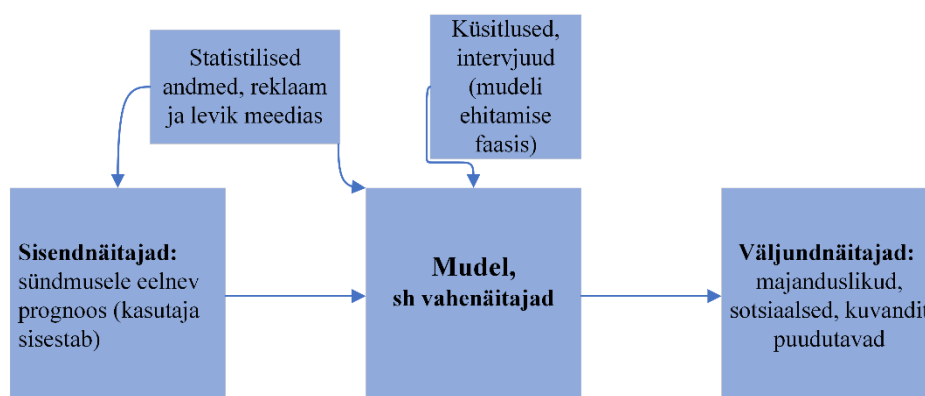 Statistilised
andmed, reklaam
ja levik meedias
Küsitlused,
intervjuud
(mudeli
ehitamise
faasis)
Sisendnäitajad:
sündmusele eelnev
prognoos (kasutaja
sisestab)
Mudel,
sh vahenäitajad
Väljundnäitajad:
majanduslikud,
sotsiaalsed, kuvandit
puudutavad